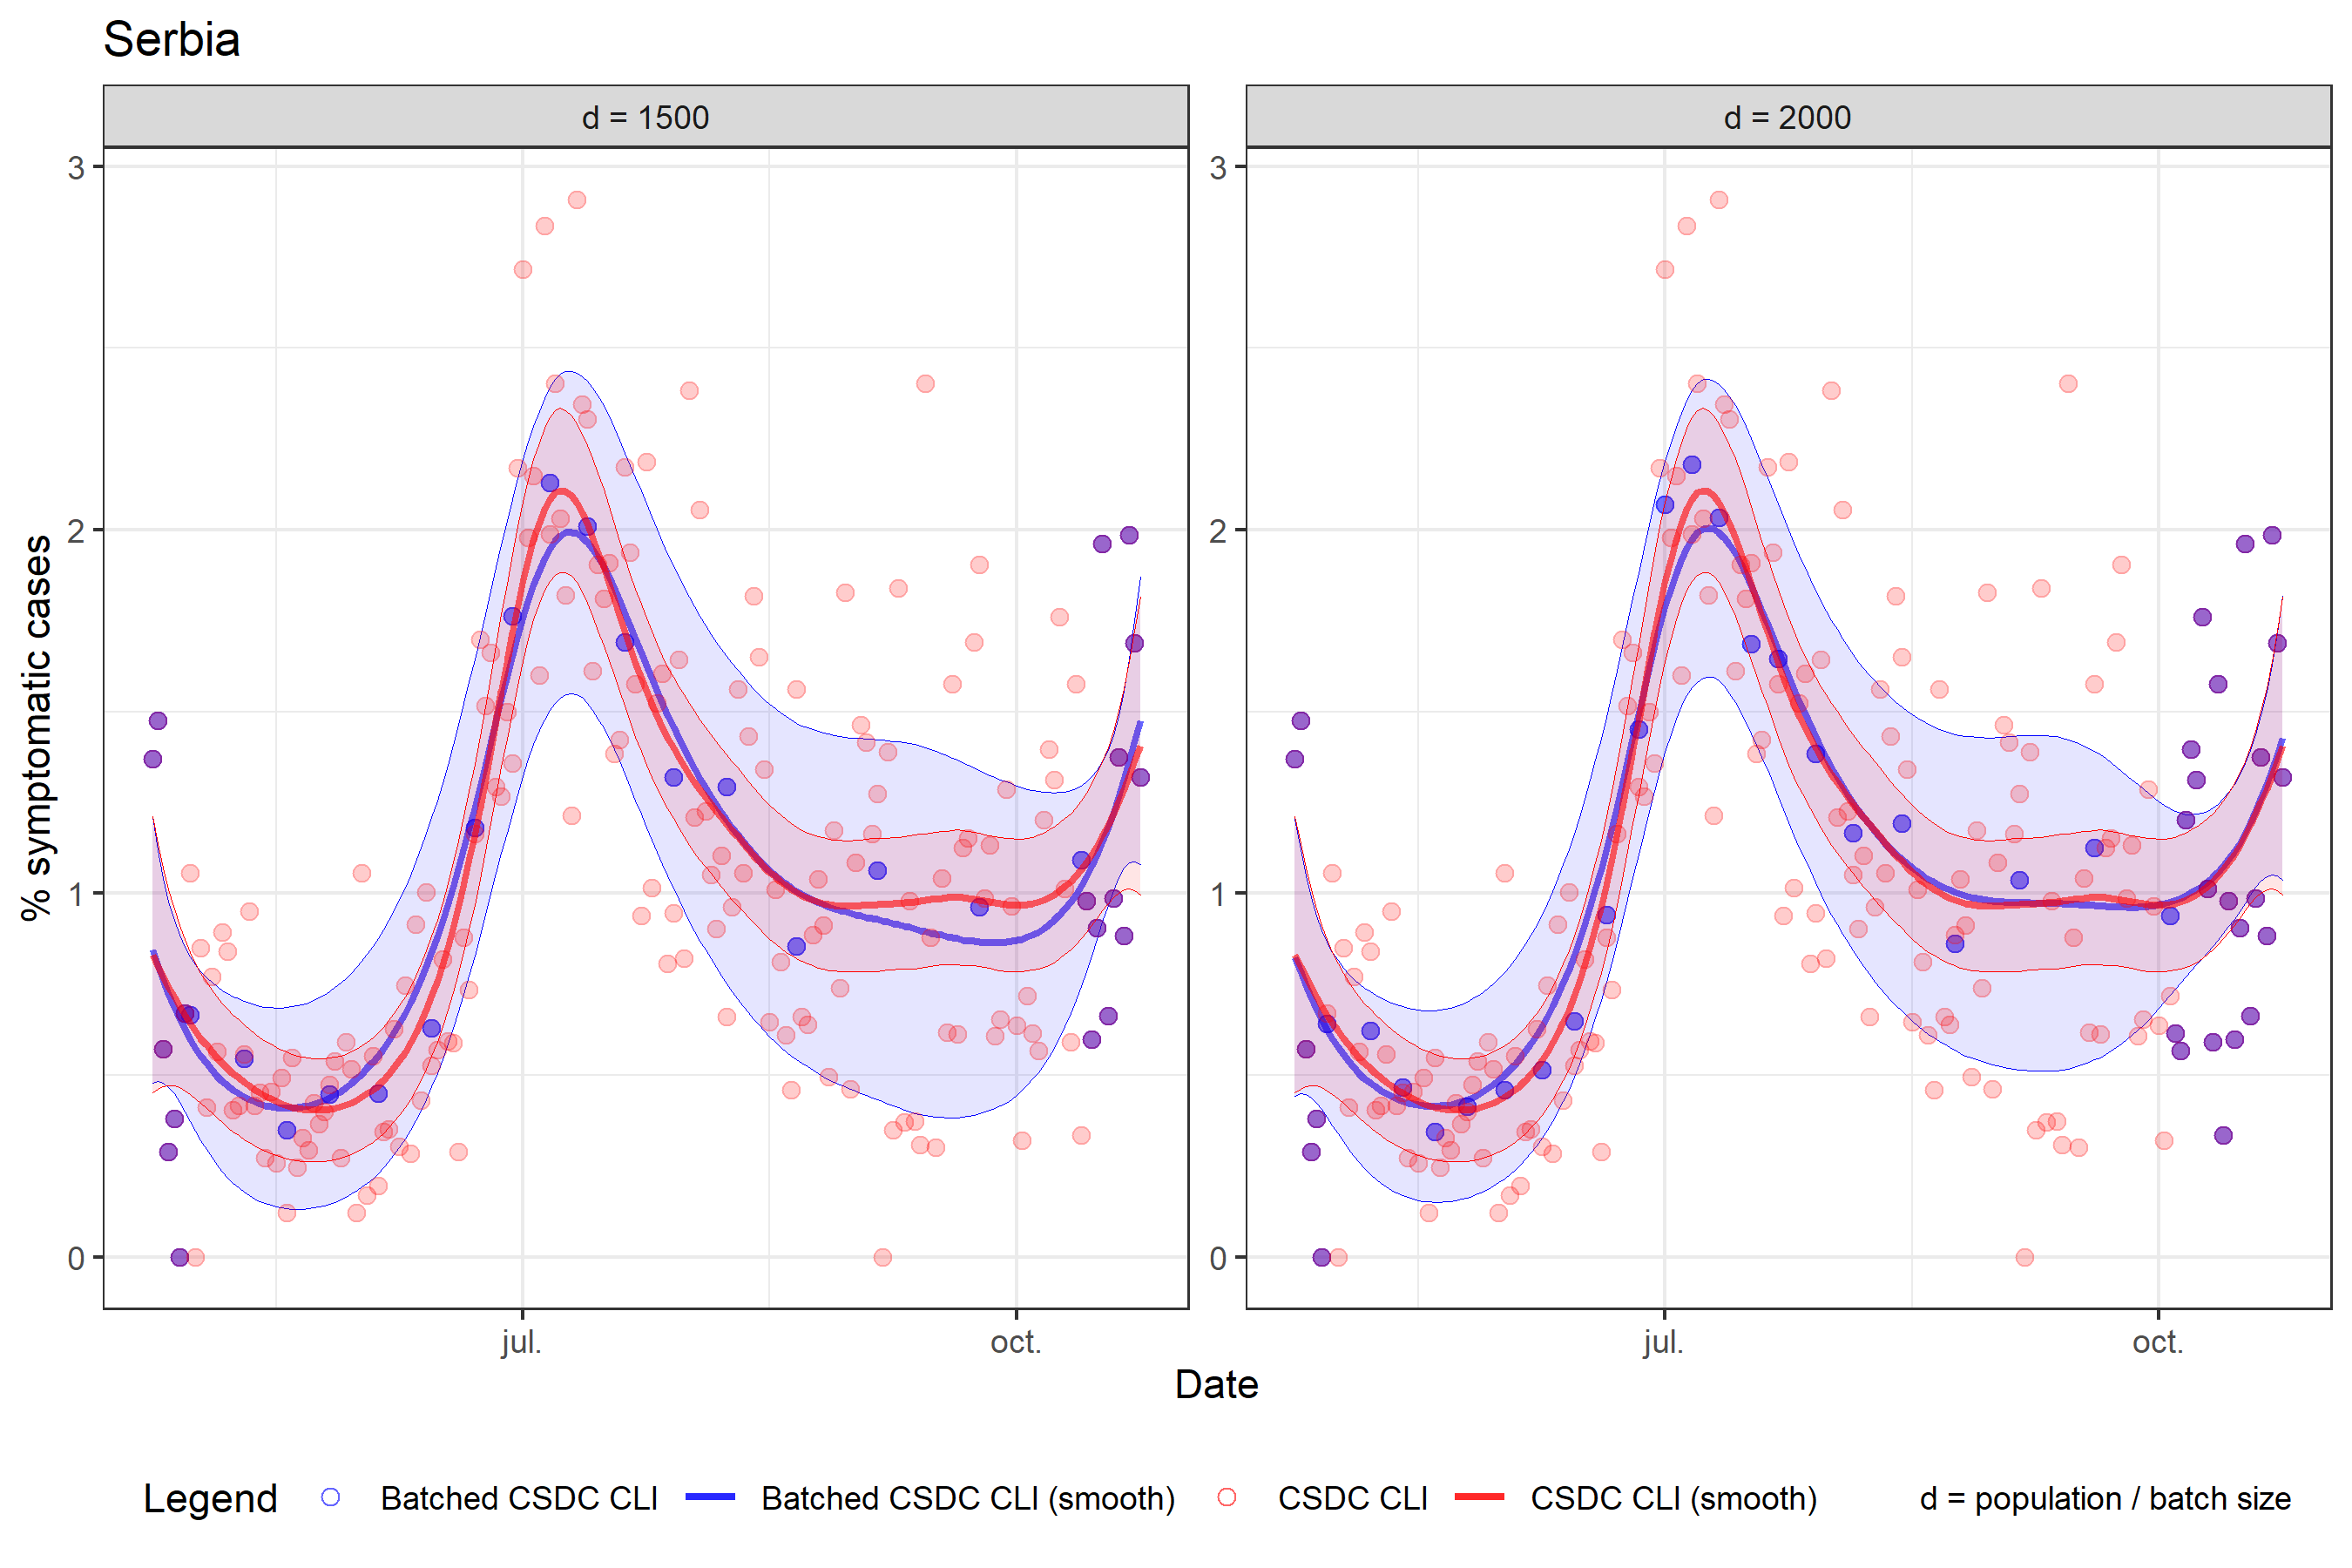 Serbia
d = 1500
d = 2000
% symptomatic cases
3
2
1
0
3
2
1
0
jul.
oct.
jul.
oct.
Date
Legend
Batched CSDC CLI
Batched CSDC CLI (smooth)
CSDC CLI
CSDC CLI (smooth)
d = population / batch size